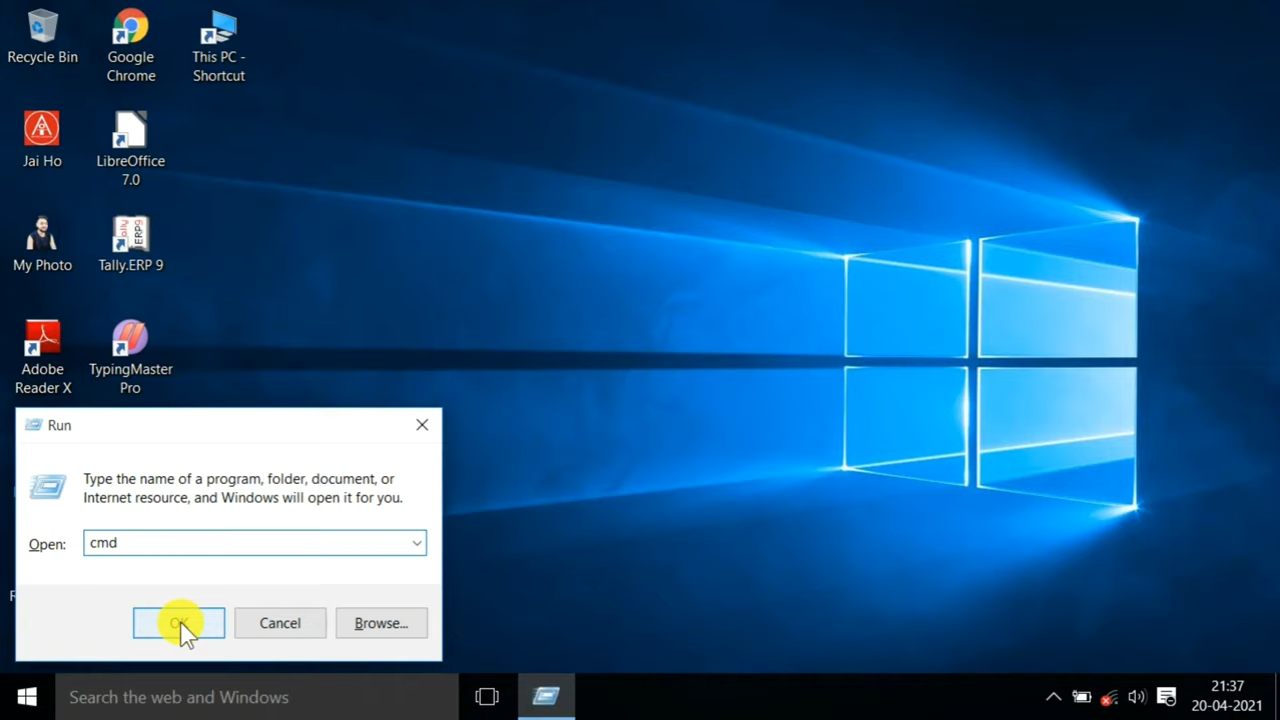 Recycle Bin
Google
Chrome
This PC -
Shortcut
Jai Ho
LibreOffice
7.0
My Photo
Tally.ERP 9
Adobe
Reader X
TypingMaster
Pro
Run
Type the name of a program, folder, document, or
Internet resource, and Windows will open it for you.
Open:
cmd
OK
Cancel
Browse...
Search the web and Windows
21:37
20-04-2021